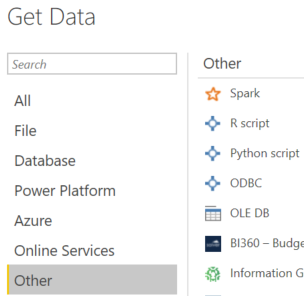 Get Data
Search
All
File
Database
Power Platform
Azure
Online Services
Other
Other
Spark
R script
Python script
ODBC
OLE DB
BI360 – Budge
Information G